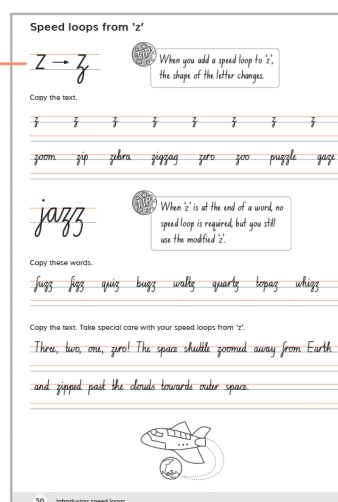 Speed loops from 'z'
z → z
TIP
When you add a speed loop to 'z',
the shape of the letter changes.
Copy the text.
z z z z z z z z
zoom zip zebra zigzag zero zoo puzzle gaze
jazz
TIP
When 'z' is at the end of a word, no
speed loop is required, but you still
use the modified 'z'.
Copy these words.
fuzz fizz quiz buzz waltz quartz topaz whizz
Copy the text. Take special care with your speed loops from 'z'.
Three, two, one, zero! The space shuttle zoomed away from Earth
and zipped past the clouds towards outer space.
50 Introducing speed loops